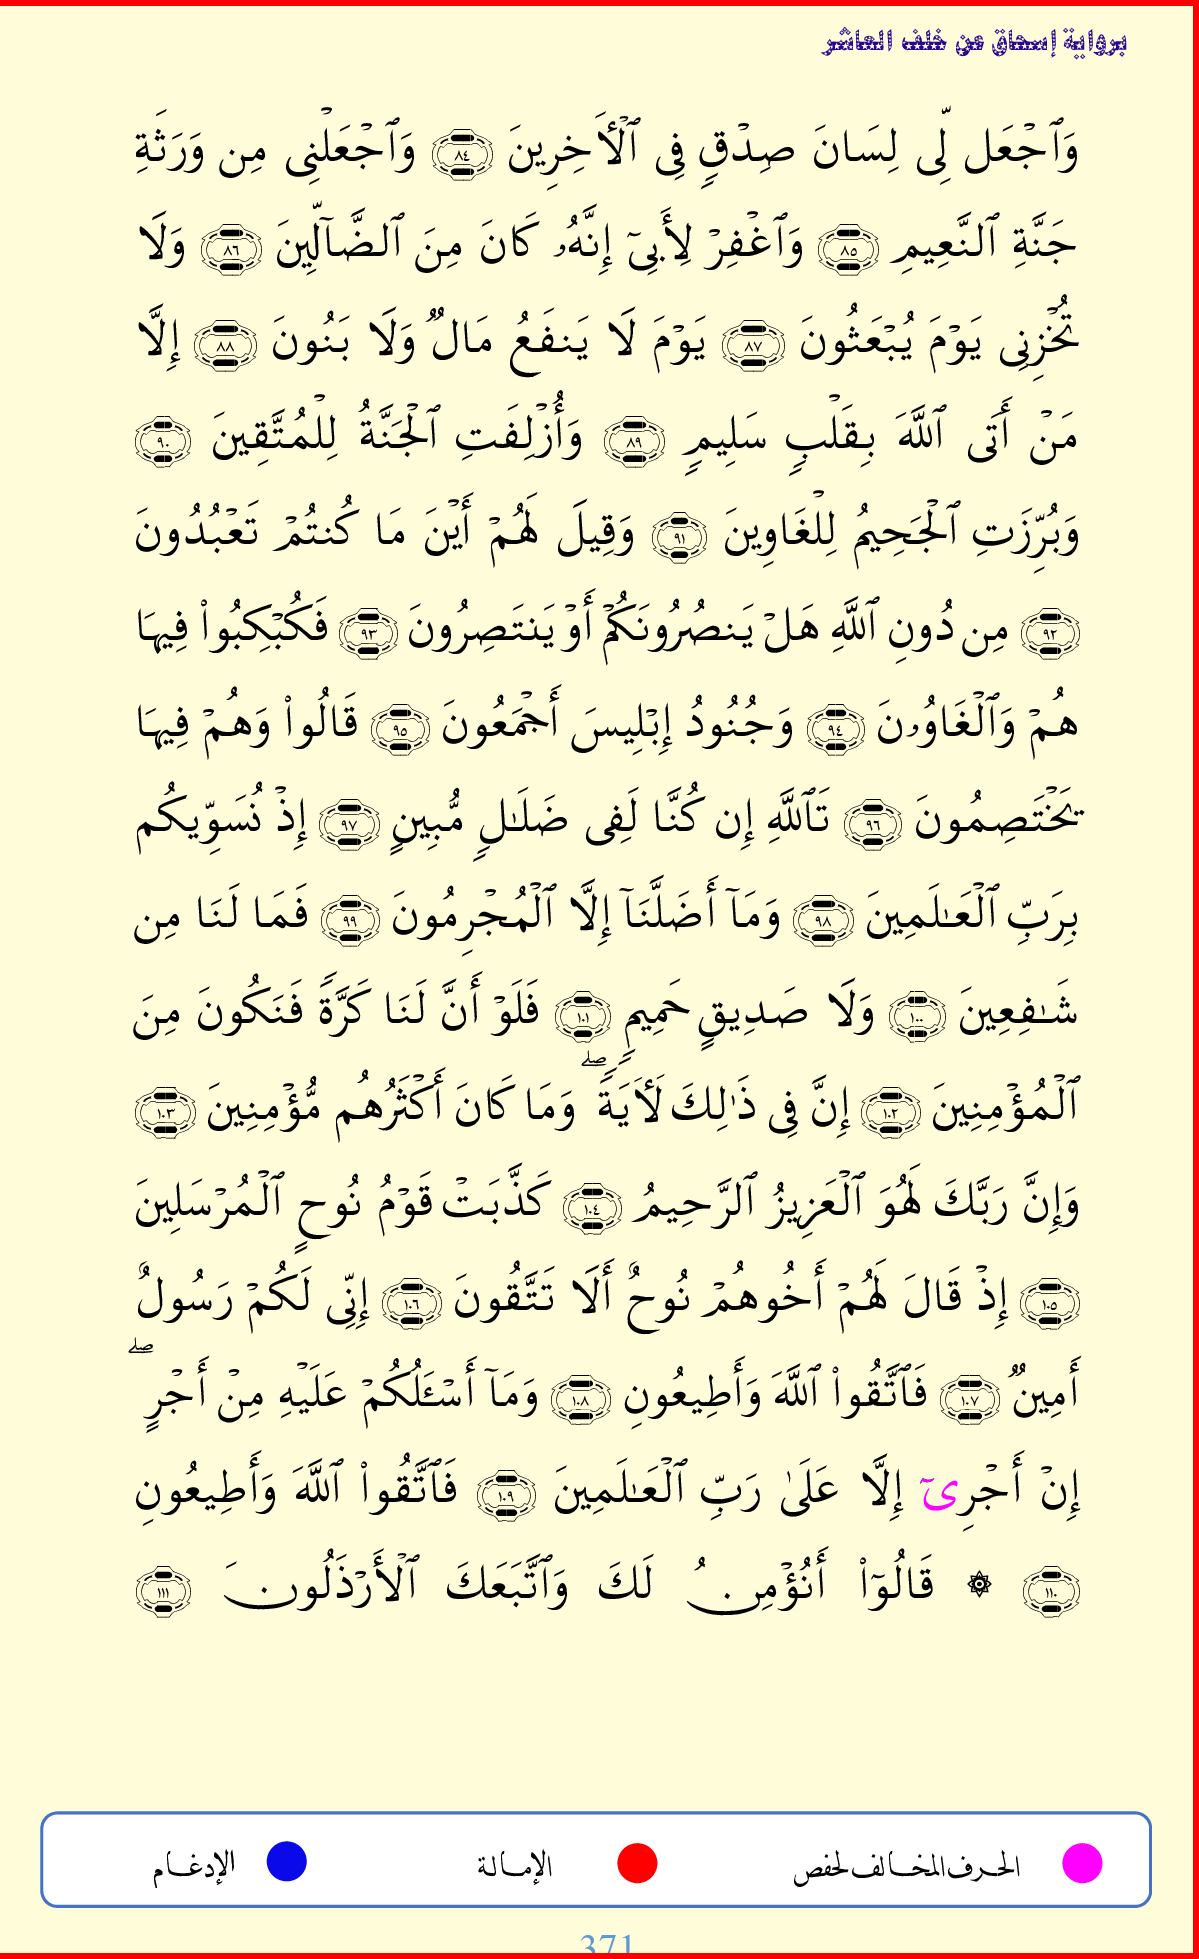 برواية إسحاق عن خلف العاشر
وَٱجْعَل لِّى لِسَانَ صِدْقٍ فِى ٱلْأَخِرِينَ ٨٤ وَٱجْعَلْنِى مِن وَرَثَةِ
جَنَّةِ ٱلنَّعِيمِ ٨٥ وَٱغْفِرْ لِأَبِىٓ إِنَّهُۥ كَانَ مِنَ ٱلضَّآلِّينَ ٨٦ وَلَا
تُخْزِنِى يَوْمَ يُبْعَثُونَ ٨٧ يَوْمَ لَا يَنفَعُ مَالٌ وَلَا بَنُونَ ٨٨ إِلَّا
مَنْ أَتَى ٱللَّهَ بِقَلْبٍ سَلِيمٍ ٨٩ وَأُزْلِفَتِ ٱلْجَنَّةُ لِلْمُتَّقِينَ ٩٠
وَبُرِّزَتِ ٱلْجَحِيمُ لِلْغَاوِينَ ٩١ وَقِيلَ لَهُمْ أَيْنَ مَا كُنتُمْ تَعْبُدُونَ
٩٢ مِن دُونِ ٱللَّهِ هَلْ يَنصُرُونَكُمْ أَوْ يَنتَصِرُونَ ٩٣ فَكُبْكِبُوا۟ فِيهَا
هُمْ وَٱلْغَاوُۥنَ ٩٤ وَجُنُودُ إِبْلِيسَ أَجْمَعُونَ ٩٥ قَالُوا۟ وَهُمْ فِيهَا
يَخْتَصِمُونَ ٩٦ تَٱللَّهِ إِن كُنَّا لَفِى ضَلَـٰلٍ مُّبِينٍ ٩٧ إِذْ نُسَوِّيكُم
بِرَبِّ ٱلْعَـٰلَمِينَ ٩٨ وَمَآ أَضَلَّنَآ إِلَّا ٱلْمُجْرِمُونَ ٩٩ فَمَا لَنَا مِن
شَـٰفِعِينَ ١٠٠ وَلَا صَدِيقٍ حَمِيمٍ ١٠١ فَلَوْ أَنَّ لَنَا كَرَّةً فَنَكُونَ مِنَ
ٱلْمُؤْمِنِينَ ١٠٢ إِنَّ فِى ذَٰلِكَ لَأَيَةً ۖ وَمَا كَانَ أَكْثَرُهُم مُّؤْمِنِينَ ١٠٣
وَإِنَّ رَبَّكَ لَهُوَ ٱلْعَزِيزُ ٱلرَّحِيمُ ١٠٤ كَذَّبَتْ قَوْمُ نُوحٍ ٱلْمُرْسَلِينَ
١٠٥ إِذْ قَالَ لَهُمْ أَخُوهُمْ نُوحٌ أَلَا تَتَّقُونَ ١٠٦ إِنِّى لَكُمْ رَسُولٌ
أَمِينٌ ١٠٧ فَٱتَّقُوا۟ ٱللَّهَ وَأَطِيعُونِ ١٠٨ وَمَآ أَسْـَٔلُكُمْ عَلَيْهِ مِنْ أَجْرٍ ۖ
إِنْ أَجْرِىٓ إِلَّا عَلَىٰ رَبِّ ٱلْعَـٰلَمِينَ ١٠٩ فَٱتَّقُوا۟ ٱللَّهَ وَأَطِيعُونِ
١١٠ ۞ قَالُوٓا۟ أَنُؤْمِنُ لَكَ وَٱتَّبَعَكَ ٱلْأَرْذَلُونَ ١١١
الحرف المخالف لحفص الإمالة الإدغام
371